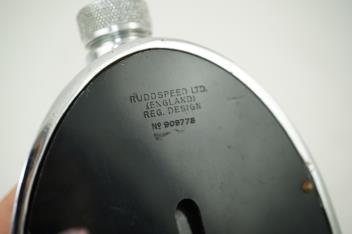 RUDDSPEED LTD.
(ENGLAND)
REG. DESIGN
No 909778